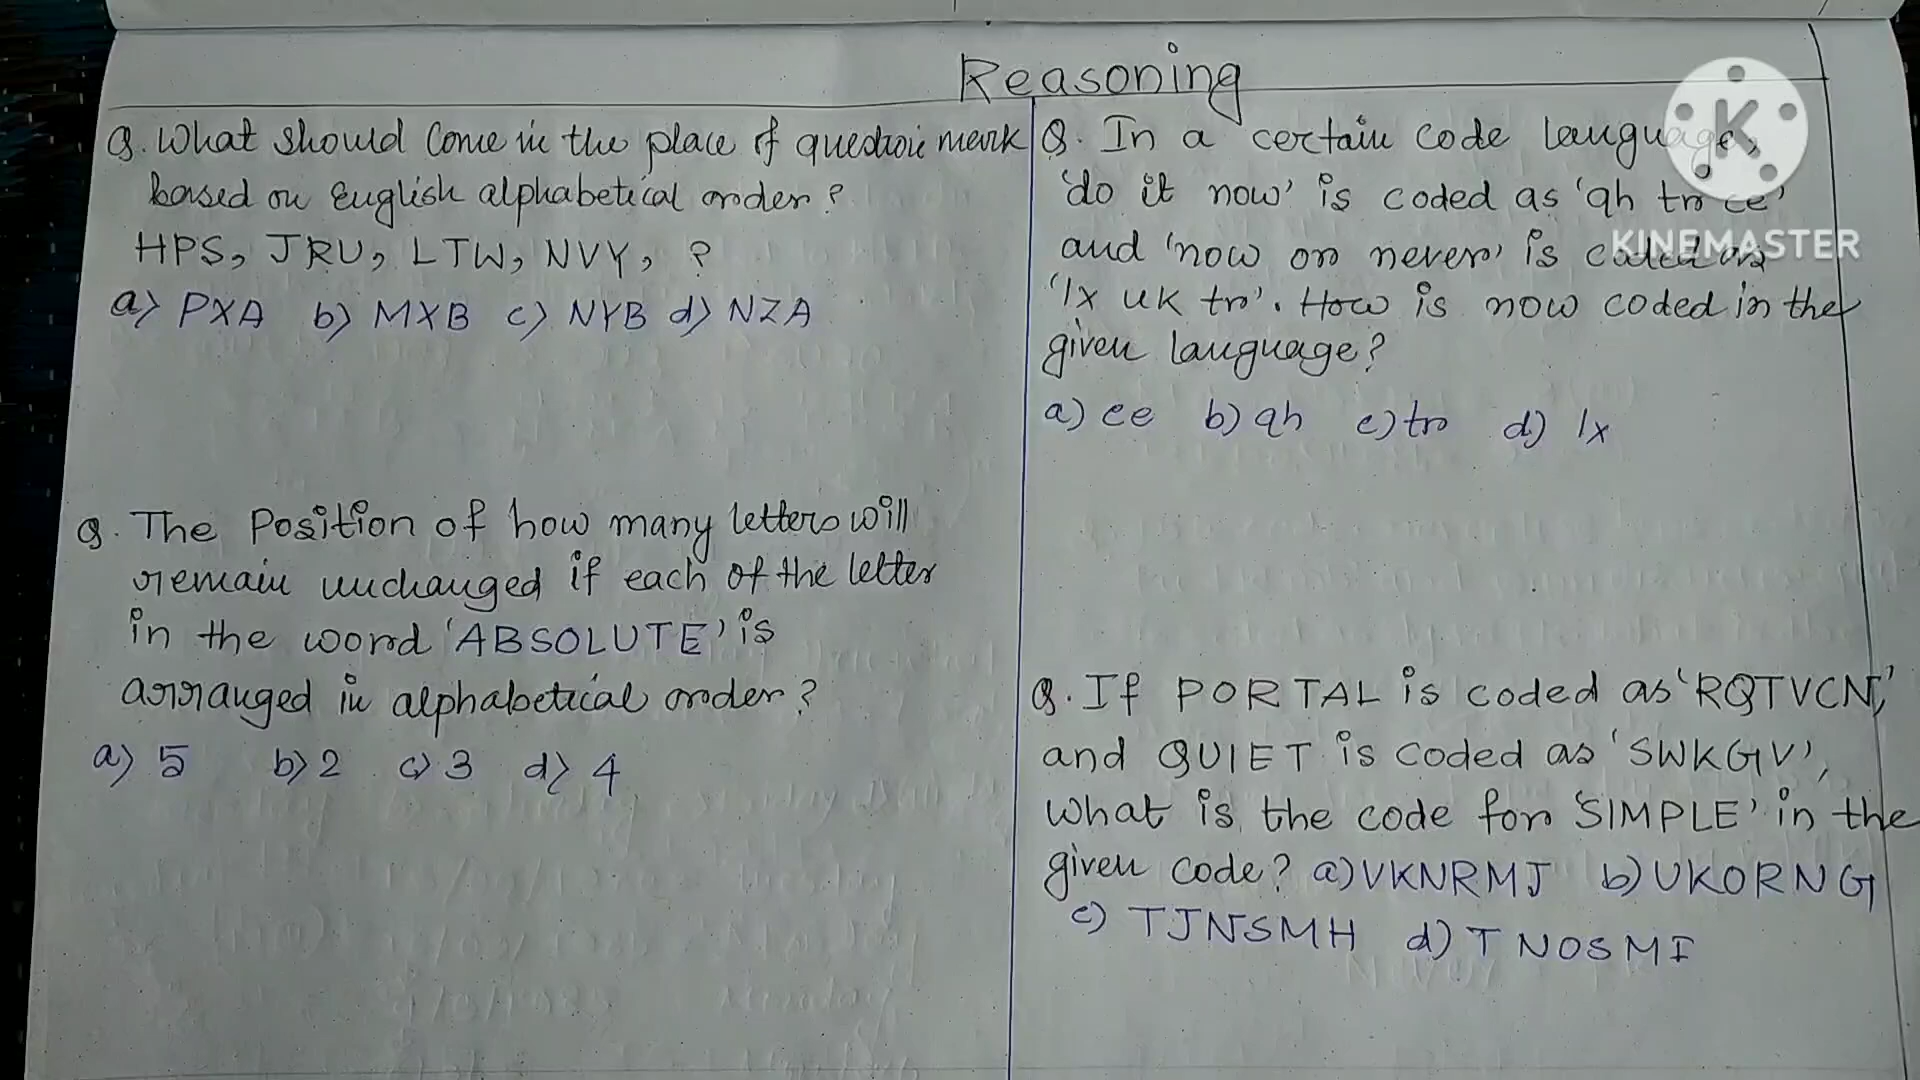 Reasoning
Q. What should Come in the place of question mark
based on English alphabetical order?
HPS, JRU, LTW, NVY, ?
a) PXA b) MXB c) NYB d) NZA
Q. The Position of how many letters will
remain unchanged if each of the letter
in the word 'ABSOLUTE' is
arranged in alphabetical order?
a) 5 b) 2 c) 3 d) 4
Q. In a certain code language,
'do it now' is coded as 'qh tr ce'
and 'now or never' is coded as
'lx uk tr'. How is now coded in the
given language?
a) ce b) qh c) tr d) lx
Q. If PORTAL is coded as 'RQTVCN,'
and QUIET is coded as 'SWKGV',
What is the code for 'SIMPLE' in the
given code? a) VKNRMJ b) UKORNG
c) TJNSMH d) TNOSMI
K
KINEMASTER